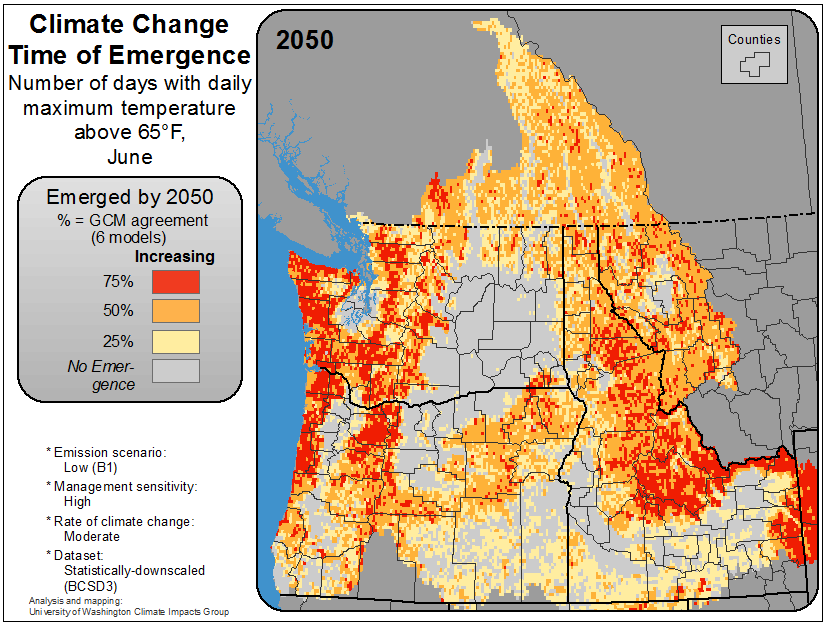 Climate Change
Time of Emergence
Number of days with daily
maximum temperature
above 65°F,
June
Emerged by 2050
% = GCM agreement
(6 models)
Increasing
75%
50%
25%
No Emer-
gence
* Emission scenario:
Low (B1)
* Management sensitivity:
High
* Rate of climate change:
Moderate
* Dataset:
Statistically-downscaled
(BCSD3)
Analysis and mapping:
University of Washington Climate Impacts Group
2050
Counties